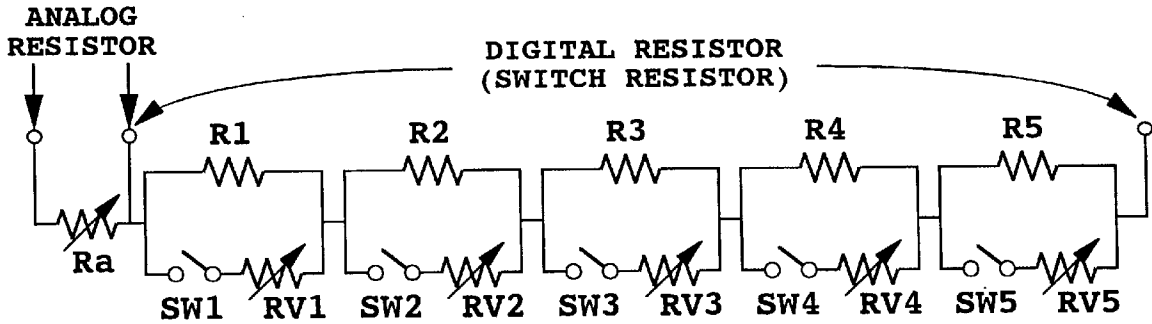 ANALOG
RESISTOR
DIGITAL RESISTOR
(SWITCH RESISTOR)
R1 R2 R3 R4 R5
Ra
SW1 RV1 SW2 RV2 SW3 RV3 SW4 RV4 SW5 RV5